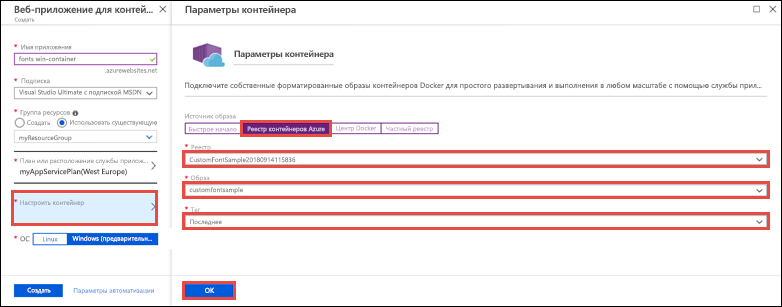 Веб-приложение для контей...
Создать
* Имя приложения
fonts win-container
.azurewebsites.net
* Подписка
Visual Studio Ultimate с подпиской MSDN
* Группа ресурсов
Создать
Использовать существующую
myResourceGroup
* План или расположение службы прилож...
myAppServicePlan(West Europe)
* Настроить контейнер
* ОС
Linux
Windows (предварительн...
Создать
Параметры автоматизации
Параметры контейнера
Параметры контейнера
Подключите собственные форматированные образы контейнеров Docker для простого развертывания и выполнения в любом масштабе с помощью службы прил...
Источник образа
Быстрое начало
Реестр контейнеров Azure
Центр Docker
Частный реестр
* Реестр
CustomFontSample20180914115836
* Образ
customfontsample
* Тег
Последнее
OK